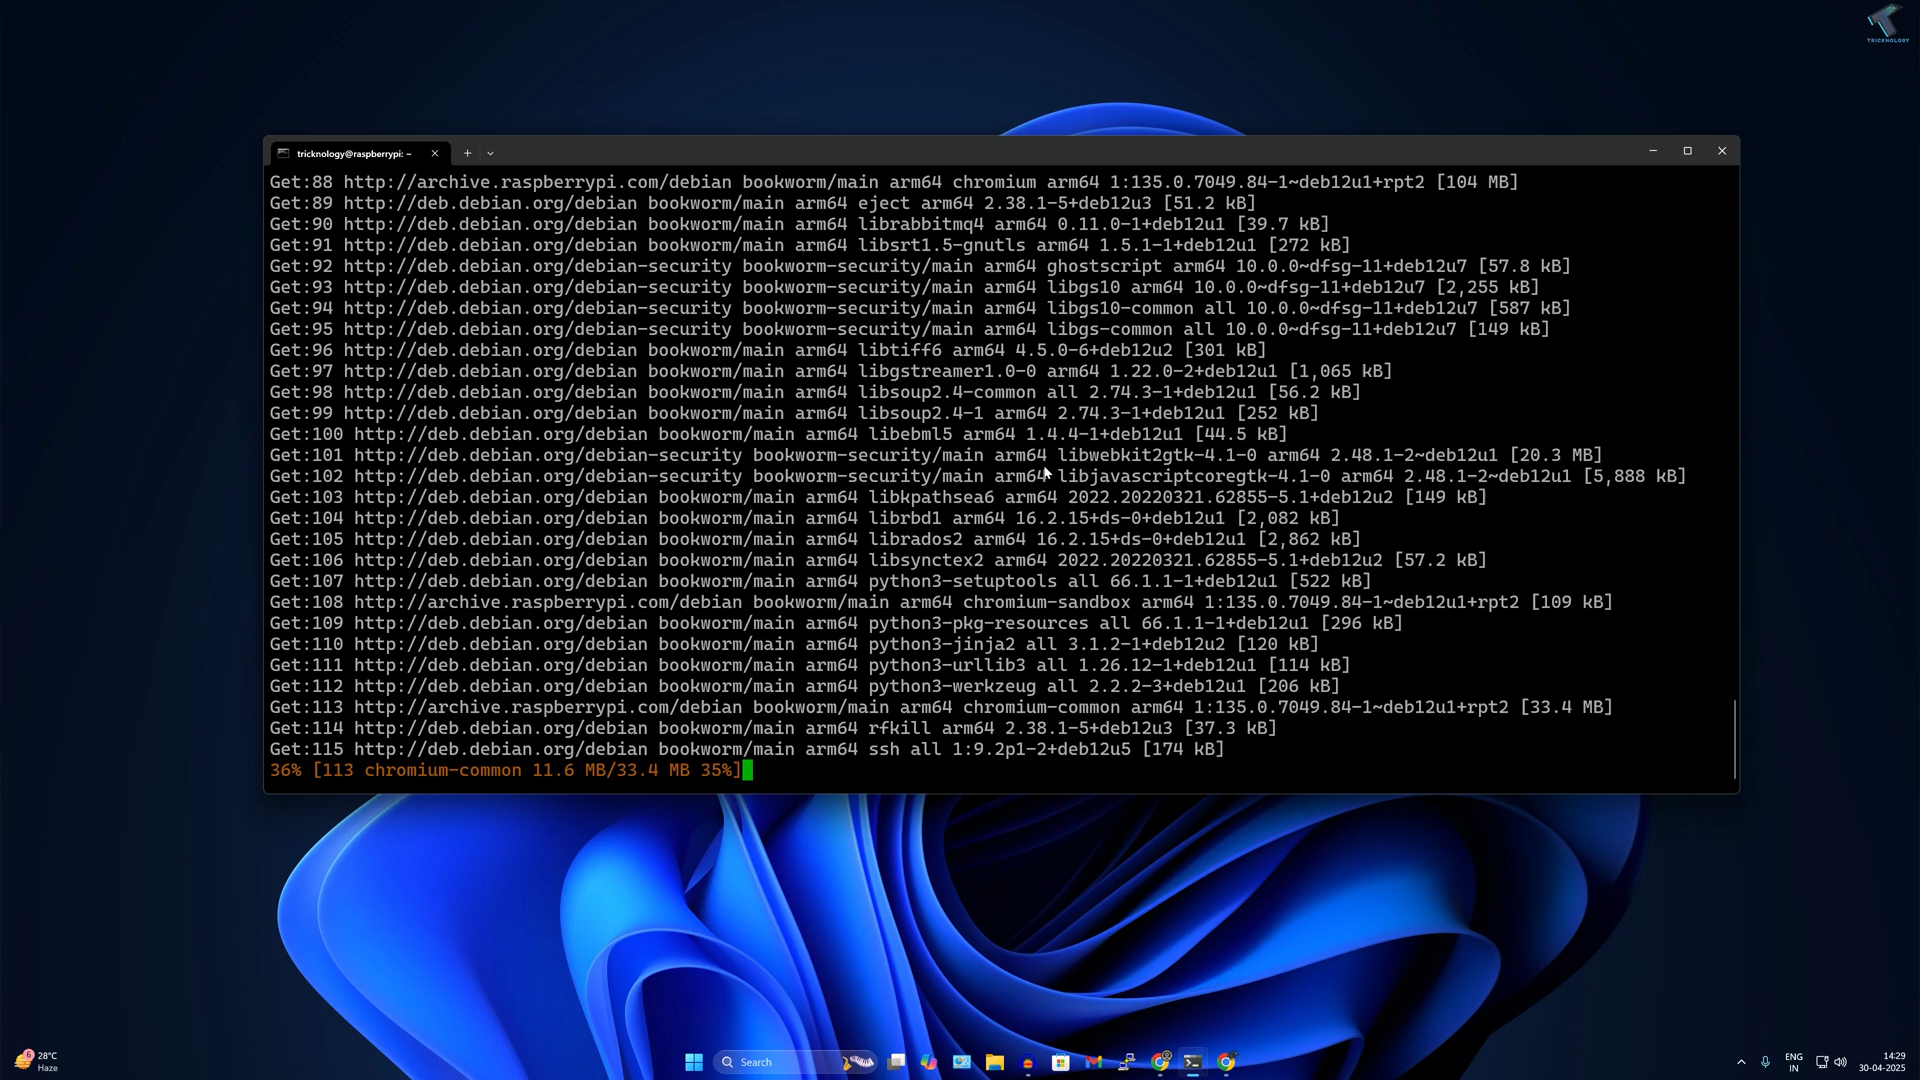 TRICKNOLOGY
tricknology@raspberrypi: ~
Get:88 http://archive.raspberrypi.com/debian bookworm/main arm64 chromium arm64 1:135.0.7049.84-1~deb12u1+rpt2 [104 MB]
Get:89 http://deb.debian.org/debian bookworm/main arm64 eject arm64 2.38.1-5+deb12u3 [51.2 kB]
Get:90 http://deb.debian.org/debian bookworm/main arm64 librabbitmq4 arm64 0.11.0-1+deb12u1 [39.7 kB]
Get:91 http://deb.debian.org/debian bookworm/main arm64 libsrt1.5-gnutls arm64 1.5.1-1+deb12u1 [272 kB]
Get:92 http://deb.debian.org/debian-security bookworm-security/main arm64 ghostscript arm64 10.0.0~dfsg-11+deb12u7 [57.8 kB]
Get:93 http://deb.debian.org/debian-security bookworm-security/main arm64 libgs10 arm64 10.0.0~dfsg-11+deb12u7 [2,255 kB]
Get:94 http://deb.debian.org/debian-security bookworm-security/main arm64 libgs10-common all 10.0.0~dfsg-11+deb12u7 [587 kB]
Get:95 http://deb.debian.org/debian-security bookworm-security/main arm64 libgs-common all 10.0.0~dfsg-11+deb12u7 [149 kB]
Get:96 http://deb.debian.org/debian bookworm/main arm64 libtiff6 arm64 4.5.0-6+deb12u2 [301 kB]
Get:97 http://deb.debian.org/debian bookworm/main arm64 libgstreamer1.0-0 arm64 1.22.0-2+deb12u1 [1,065 kB]
Get:98 http://deb.debian.org/debian bookworm/main arm64 libsoup2.4-common all 2.74.3-1+deb12u1 [56.2 kB]
Get:99 http://deb.debian.org/debian bookworm/main arm64 libsoup2.4-1 arm64 2.74.3-1+deb12u1 [252 kB]
Get:100 http://deb.debian.org/debian bookworm/main arm64 libebml5 arm64 1.4.4-1+deb12u1 [44.5 kB]
Get:101 http://deb.debian.org/debian-security bookworm-security/main arm64 libwebkit2gtk-4.1-0 arm64 2.48.1-2~deb12u1 [20.3 MB]
Get:102 http://deb.debian.org/debian-security bookworm-security/main arm64 libjavascriptcoregtk-4.1-0 arm64 2.48.1-2~deb12u1 [5,888 kB]
Get:103 http://deb.debian.org/debian bookworm/main arm64 libkpathsea6 arm64 2022.20220321.62855-5.1+deb12u2 [149 kB]
Get:104 http://deb.debian.org/debian bookworm/main arm64 librbd1 arm64 16.2.15+ds-0+deb12u1 [2,082 kB]
Get:105 http://deb.debian.org/debian bookworm/main arm64 librados2 arm64 16.2.15+ds-0+deb12u1 [2,862 kB]
Get:106 http://deb.debian.org/debian bookworm/main arm64 libsynctex2 arm64 2022.20220321.62855-5.1+deb12u2 [57.2 kB]
Get:107 http://deb.debian.org/debian bookworm/main arm64 python3-setuptools all 66.1.1-1+deb12u1 [522 kB]
Get:108 http://archive.raspberrypi.com/debian bookworm/main arm64 chromium-sandbox arm64 1:135.0.7049.84-1~deb12u1+rpt2 [109 kB]
Get:109 http://deb.debian.org/debian bookworm/main arm64 python3-pkg-resources all 66.1.1-1+deb12u1 [296 kB]
Get:110 http://deb.debian.org/debian bookworm/main arm64 python3-jinja2 all 3.1.2-1+deb12u2 [120 kB]
Get:111 http://deb.debian.org/debian bookworm/main arm64 python3-urllib3 all 1.26.12-1+deb12u1 [114 kB]
Get:112 http://deb.debian.org/debian bookworm/main arm64 python3-werkzeug all 2.2.2-3+deb12u1 [206 kB]
Get:113 http://archive.raspberrypi.com/debian bookworm/main arm64 chromium-common arm64 1:135.0.7049.84-1~deb12u1+rpt2 [33.4 MB]
Get:114 http://deb.debian.org/debian bookworm/main arm64 rfkill arm64 2.38.1-5+deb12u3 [37.3 kB]
Get:115 http://deb.debian.org/debian bookworm/main arm64 ssh all 1:9.2p1-2+deb12u5 [174 kB]
36% [113 chromium-common 11.6 MB/33.4 MB 35%]
6
28°C
Haze
Search
ENG
IN
14:29
30-04-2025